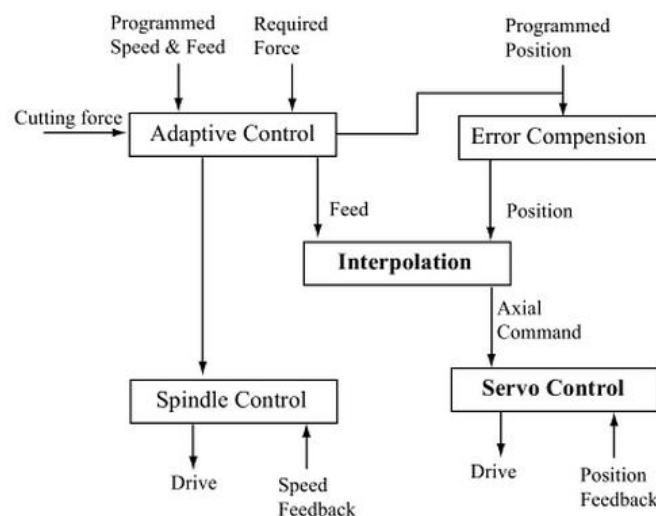 Programmed
Speed & Feed
Required
Force
Programmed
Position
Cutting force
Adaptive Control
Error Compension
Feed
Position
Interpolation
Axial
Command
Spindle Control
Servo Control
Drive
Speed
Feedback
Drive
Position
Feedback